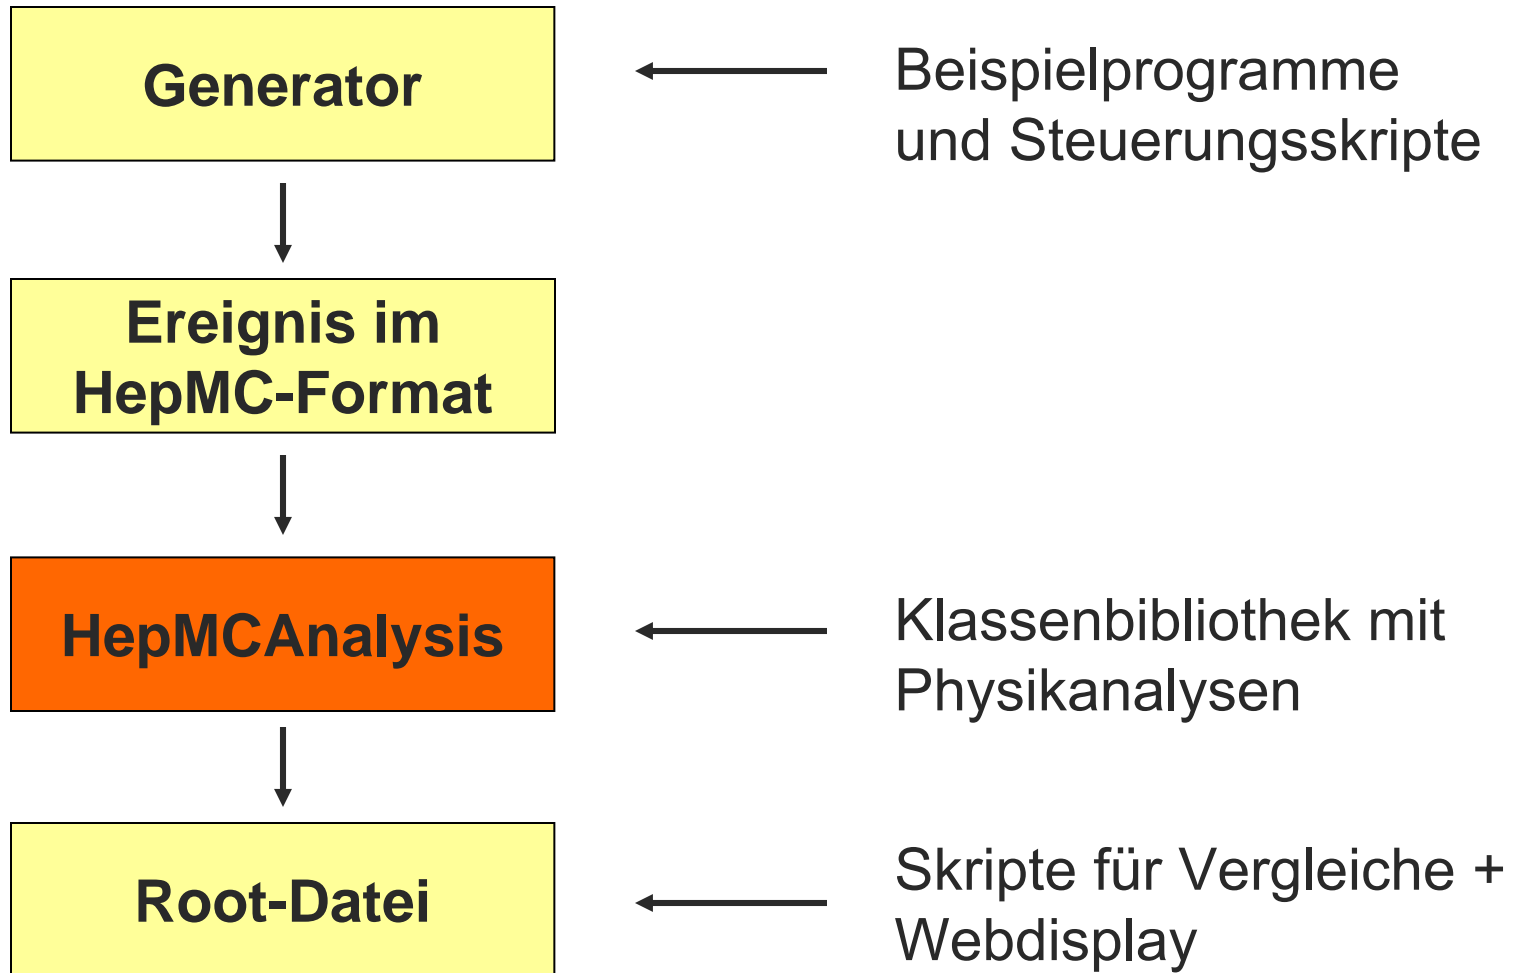 Generator
Beispielprogramme
und Steuerungsskripte
Ereignis im
HepMC-Format
HepMCAnalysis
Klassenbibliothek mit
Physikanalysen
Root-Datei
Skripte für Vergleiche +
Webdisplay